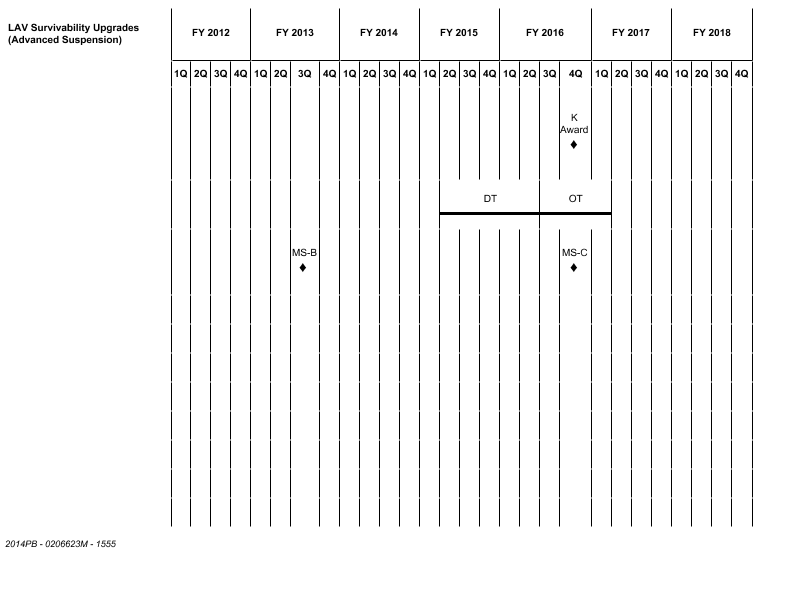 LAV Survivability Upgrades
(Advanced Suspension)
FY 2012 FY 2013 FY 2014 FY 2015 FY 2016 FY 2017 FY 2018
1Q 2Q 3Q 4Q 1Q 2Q 3Q 4Q 1Q 2Q 3Q 4Q 1Q 2Q 3Q 4Q 1Q 2Q 3Q 4Q 1Q 2Q 3Q 4Q 1Q 2Q 3Q 4Q
K
Award
DT OT
MS-B MS-C
2014PB - 0206623M - 1555